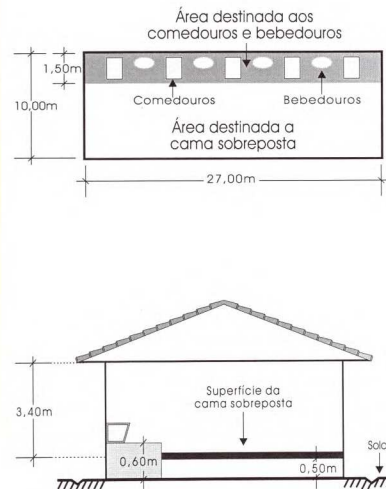 Área destinada aos
comedouros e bebedouros
1,50m
Comedouros
Bebedouros
10,00m
Área destinada a
cama sobreposta
27,00m
3,40m
Superfície da
cama sobreposta
Solo
0,60m
0,50m